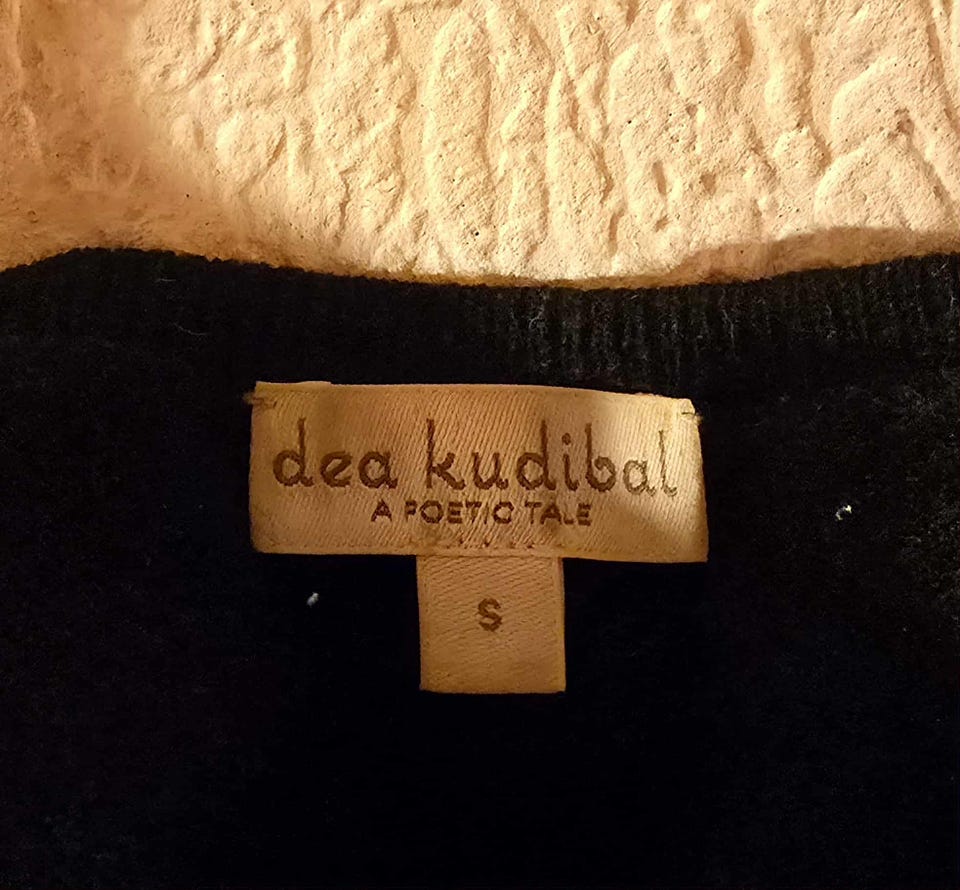 dea kudibal
A POETIC TALE
S